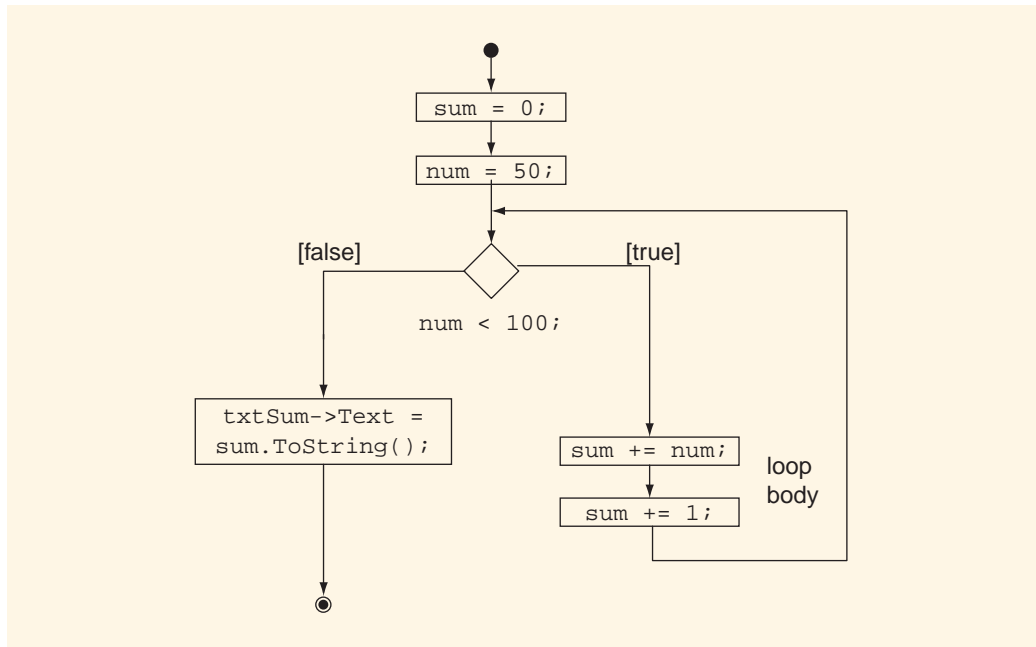 sum = 0;
num = 50;
[false]
[true]
num < 100;
txtSum->Text =
sum.ToString();
sum += num;
sum += 1;
loop
body